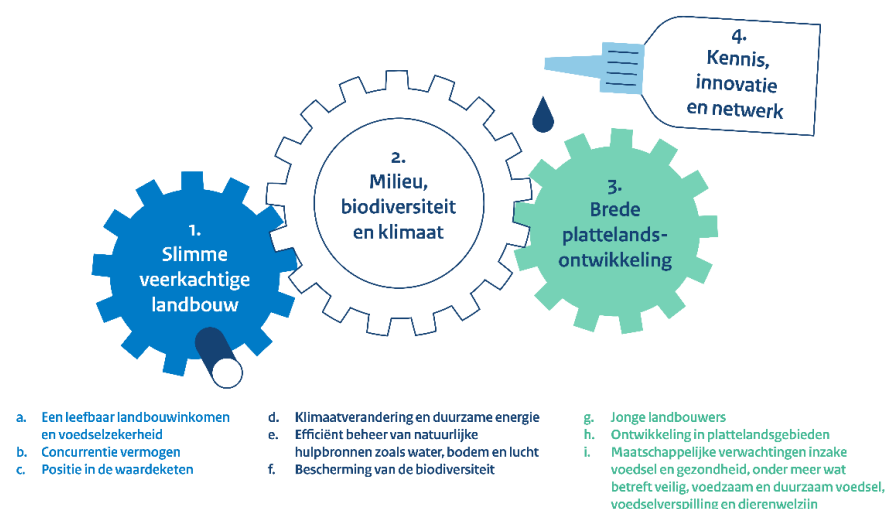 4.
Kennis,
innovatie
en netwerk
2.
Milieu,
biodiversiteit
en klimaat
3.
Brede
plattelands-
ontwikkeling
1.
Slimme
veerkachtige
landbouw
a. Een leefbaar landbouwinkomen
en voedselzekerheid
b. Concurrentie vermogen
c. Positie in de waardeketen
d. Klimaatverandering en duurzame energie
e. Efficiënt beheer van natuurlijke
hulpbronnen zoals water, bodem en lucht
f. Bescherming van de biodiversiteit
g. Jonge landbouwers
h. Ontwikkeling in plattelandsgebieden
i. Maatschappelijke verwachtingen inzake
voedsel en gezondheid, onder meer wat
betreft veilig, voedzaam en duurzaam voedsel,
voedselverspilling en dierenwelzijn